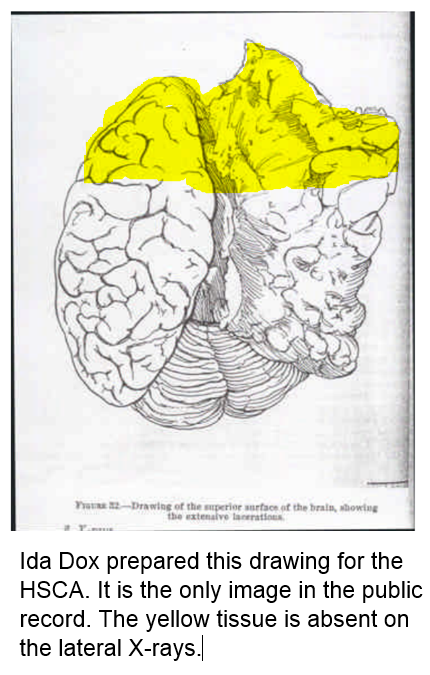 FIGURE 32.—Drawing of the superior surface of the brain, showing
the extensive lacerations.
Ida Dox prepared this drawing for the
HSCA. It is the only image in the public
record. The yellow tissue is absent on
the lateral X-rays.